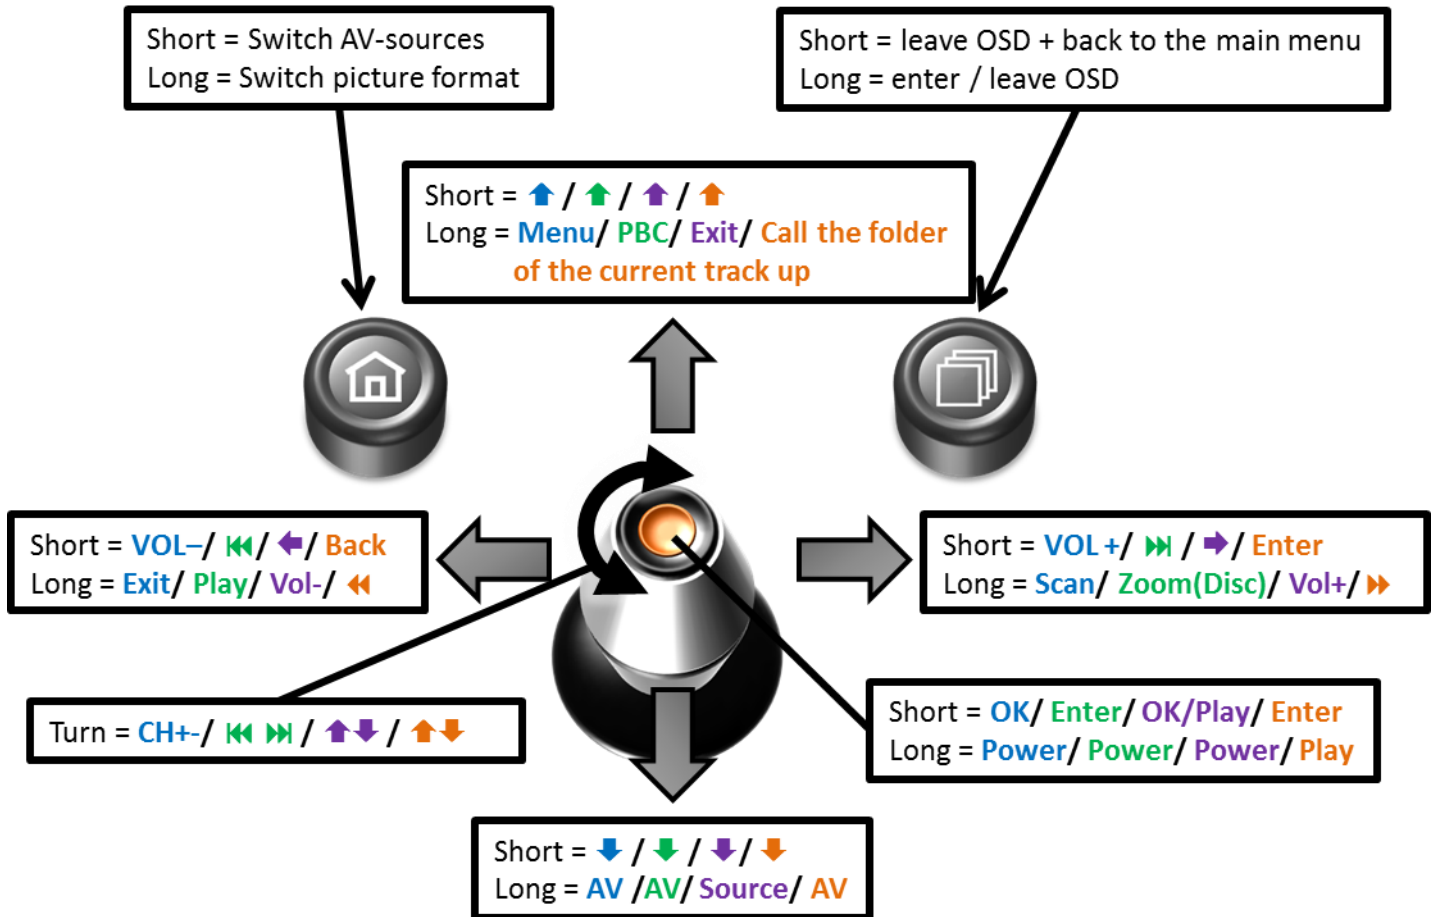 Short = Switch AV-sources
Long = Switch picture format
Short = leave OSD + back to the main menu
Long = enter / leave OSD
Short = ⬆ / ⬆ / ⬆ / ⬆
Long = Menu/ PBC/ Exit/ Call the folder
of the current track up
Short = VOL–/ ⏮/ ⬅/ Back
Long = Exit/ Play/ Vol-/ ⏪
Short = VOL +/ ⏭ / ➡/ Enter
Long = Scan/ Zoom(Disc)/ Vol+/ ⏩
Turn = CH+-/ ⏮ ⏭ / ⬆⬇ / ⬆⬇
Short = OK/ Enter/ OK/Play/ Enter
Long = Power/ Power/ Power/ Play
Short = ⬇ / ⬇ / ⬇/ ⬇
Long = AV /AV/ Source/ AV